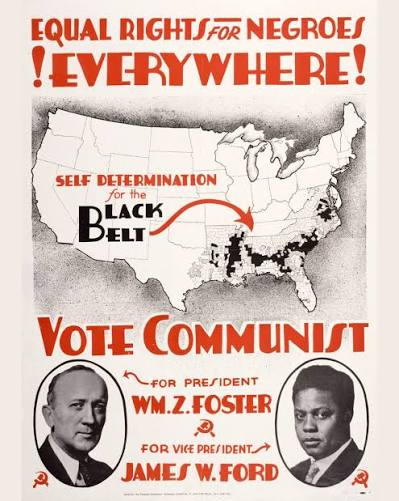 EQUAL RIGHTS FOR NEGROES
!EVERYWHERE!
SELF DETERMINATION
for the
BLACK
BELT
VOTE COMMUNIST
FOR PRESIDENT
WM. Z. FOSTER
FOR VICE PRESIDENT
JAMES W. FORD